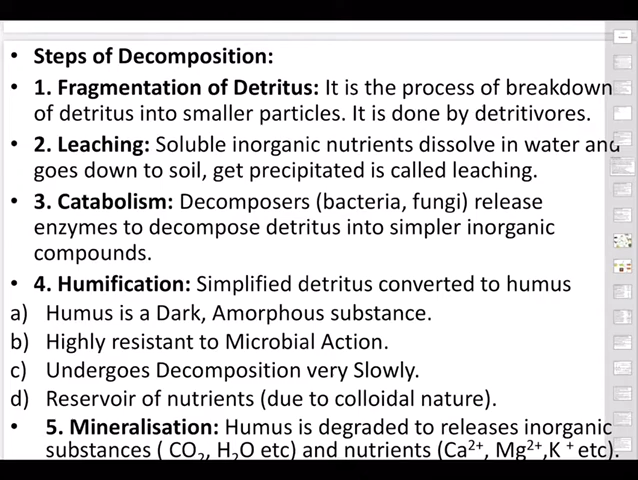 • Steps of Decomposition:
• 1. Fragmentation of Detritus: It is the process of breakdown
of detritus into smaller particles. It is done by detritivores.
• 2. Leaching: Soluble inorganic nutrients dissolve in water and
goes down to soil, get precipitated is called leaching.
• 3. Catabolism: Decomposers (bacteria, fungi) release
enzymes to decompose detritus into simpler inorganic
compounds.
• 4. Humification: Simplified detritus converted to humus
a) Humus is a Dark, Amorphous substance.
b) Highly resistant to Microbial Action.
c) Undergoes Decomposition very Slowly.
d) Reservoir of nutrients (due to colloidal nature).
• 5. Mineralisation: Humus is degraded to releases inorganic
substances ( CO₂, H₂O etc) and nutrients (Ca²⁺, Mg²⁺,K ⁺ etc).